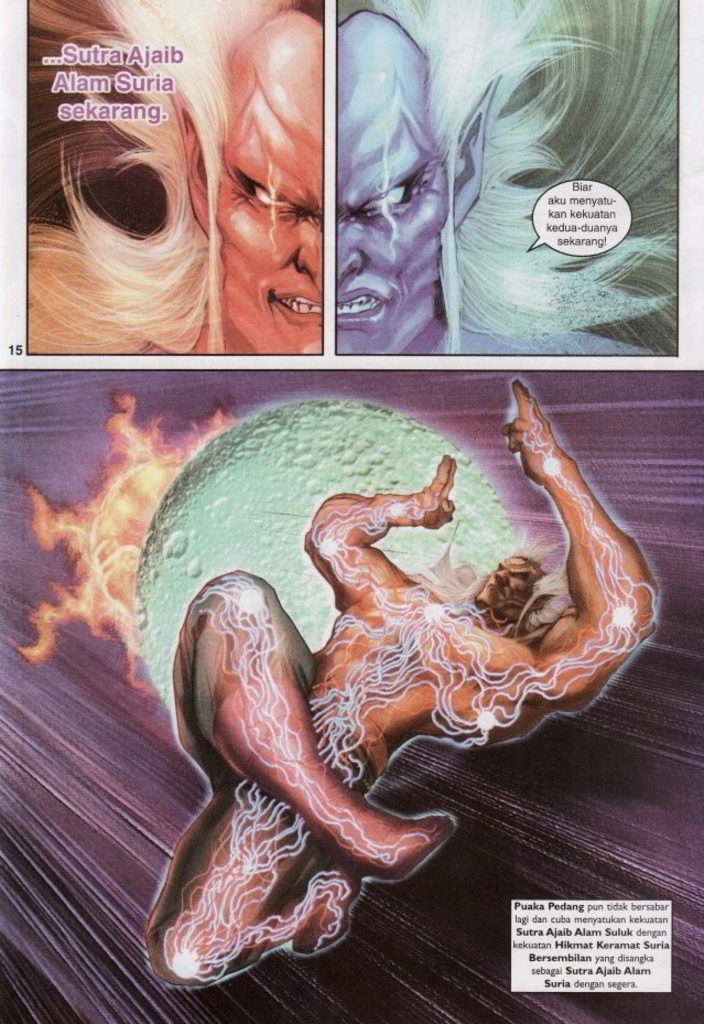 ...Sutra Ajaib
Alam Suria
sekarang.
Biar
aku menyatu-
kan kekuatan
kedua-duanya
sekarang!
15
Puaka Pedang pun tidak bersabar
lagi dan cuba menyatukan kekuatan
Sutra Ajaib Alam Suluk dengan
kekuatan Hikmat Keramat Suria
Bersembilan yang disangka
sebagai Sutra Ajaib Alam
Suria dengan segera.